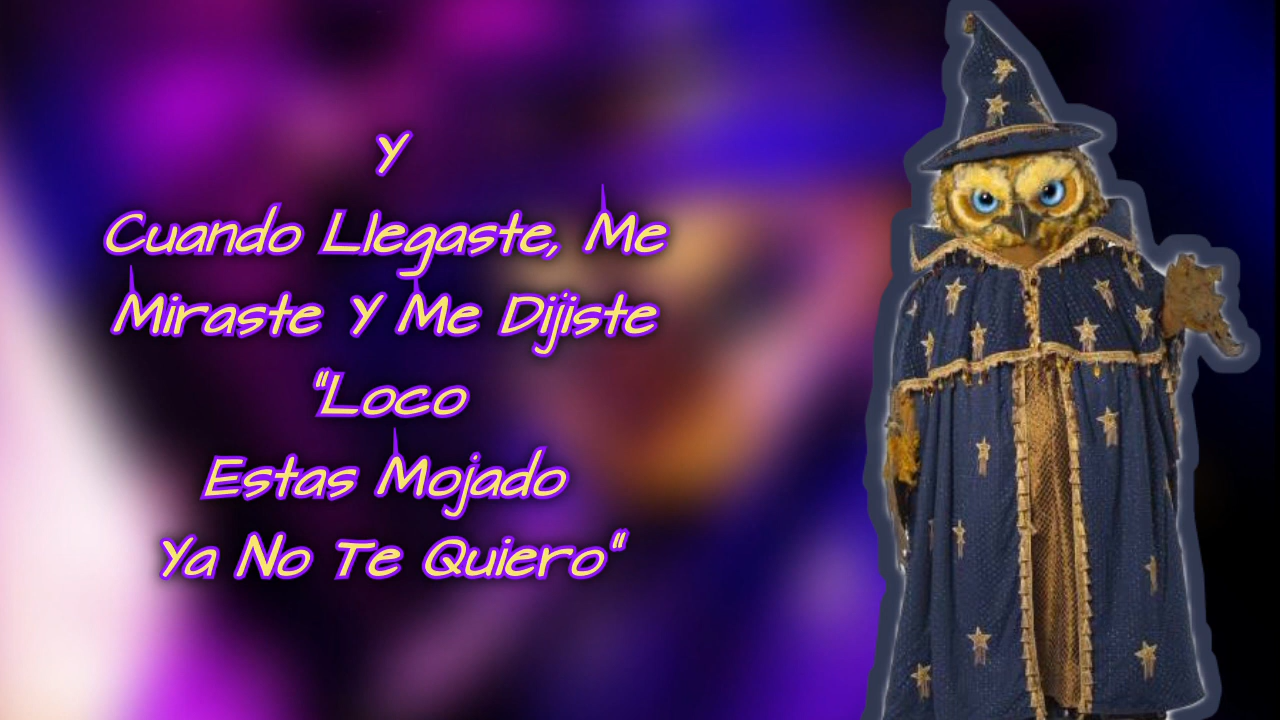 Y
Cuando Llegaste, Me
Miraste Y Me Dijiste
"Loco
Estas Mojado
Ya No Te Quiero"